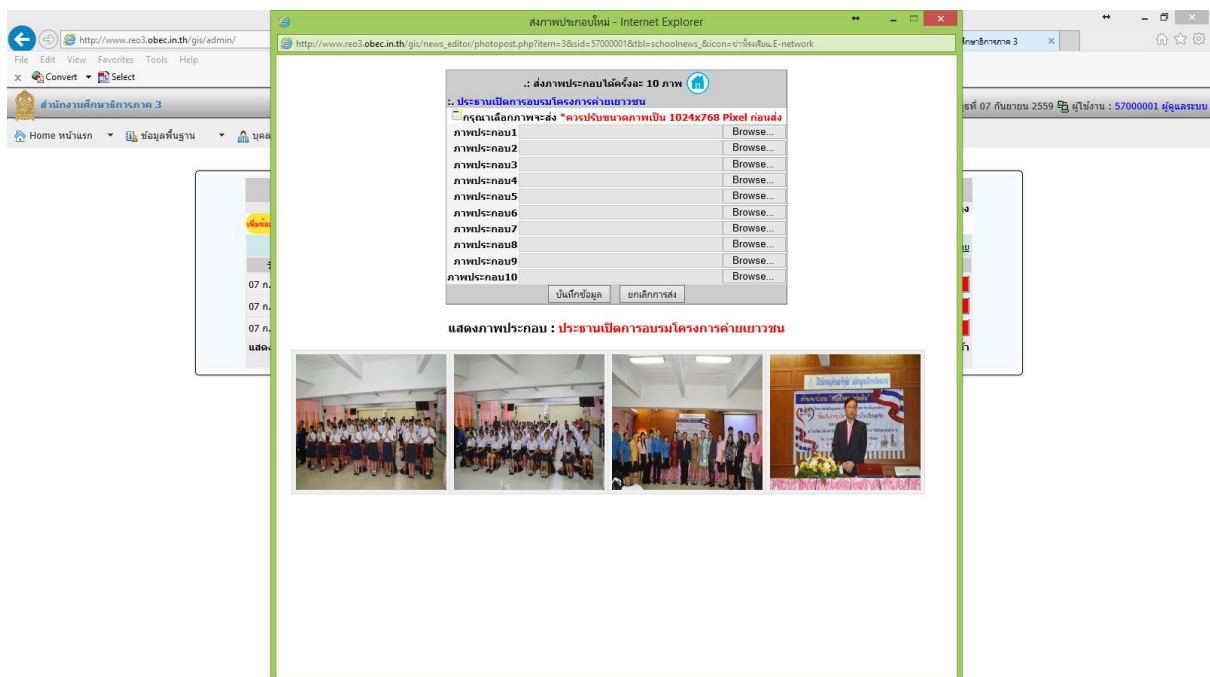 ส่งภาพประกอบใหม่ - Internet Explorer
http://www.reo3.obec.in.th/gis/admin/
http://www.reo3.obec.in.th/gis/news_editor/photopost.php?item=3&sid=57000001&tbl=schoolnews_&icon=ข่าวโรงเรียน.E-network
ศึกษาธิการภาค 3
File Edit View Favorites Tools Help
x Convert Select
สำนักงานศึกษาธิการภาค 3
ธที่ 07 กันยายน 2559 ผู้ใช้งาน : 57000001 ผู้ดูแลระบบ
Home หน้าแรก ข้อมูลพื้นฐาน บุคล
.: ส่งภาพประกอบได้ครั้งละ 10 ภาพ
:. ประธานเปิดการอบรมโครงการค่ายเยาวชน
กรุณาเลือกภาพจะส่ง *ควรปรับขนาดภาพเป็น 1024x768 Pixel ก่อนส่ง
ภาพประกอบ1 Browse...
ภาพประกอบ2 Browse...
ภาพประกอบ3 Browse...
ภาพประกอบ4 Browse...
ภาพประกอบ5 Browse...
ภาพประกอบ6 Browse...
ภาพประกอบ7 Browse...
ภาพประกอบ8 Browse...
ภาพประกอบ9 Browse...
ภาพประกอบ10 Browse...
บันทึกข้อมูล ยกเลิกการส่ง
07 ก.
07 ก.
07 ก.
แสดง
แสดงภาพประกอบ : ประธานเปิดการอบรมโครงการค่ายเยาวชน